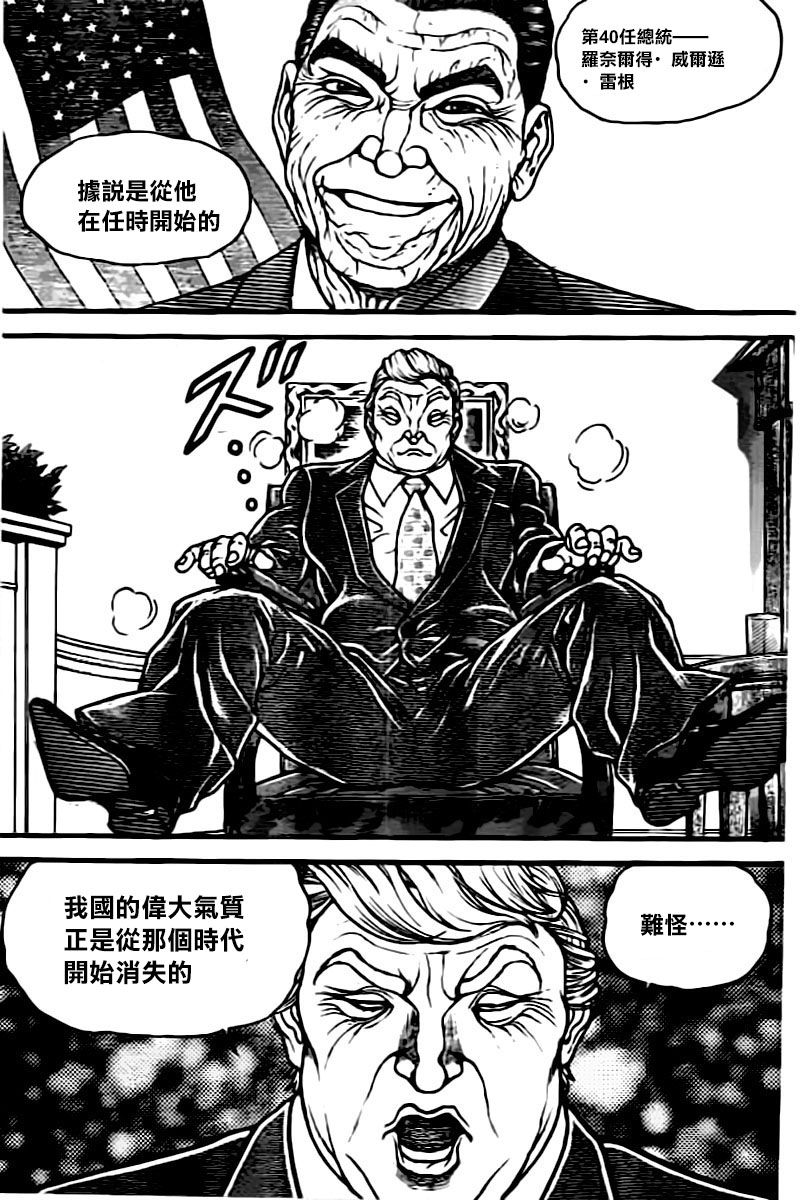 第40任總統——
羅奈爾得·威爾遜
·雷根
據説是從他
在任時開始的
ズ
難怪……
我國的偉大氣質
正是從那個時代
開始消失的